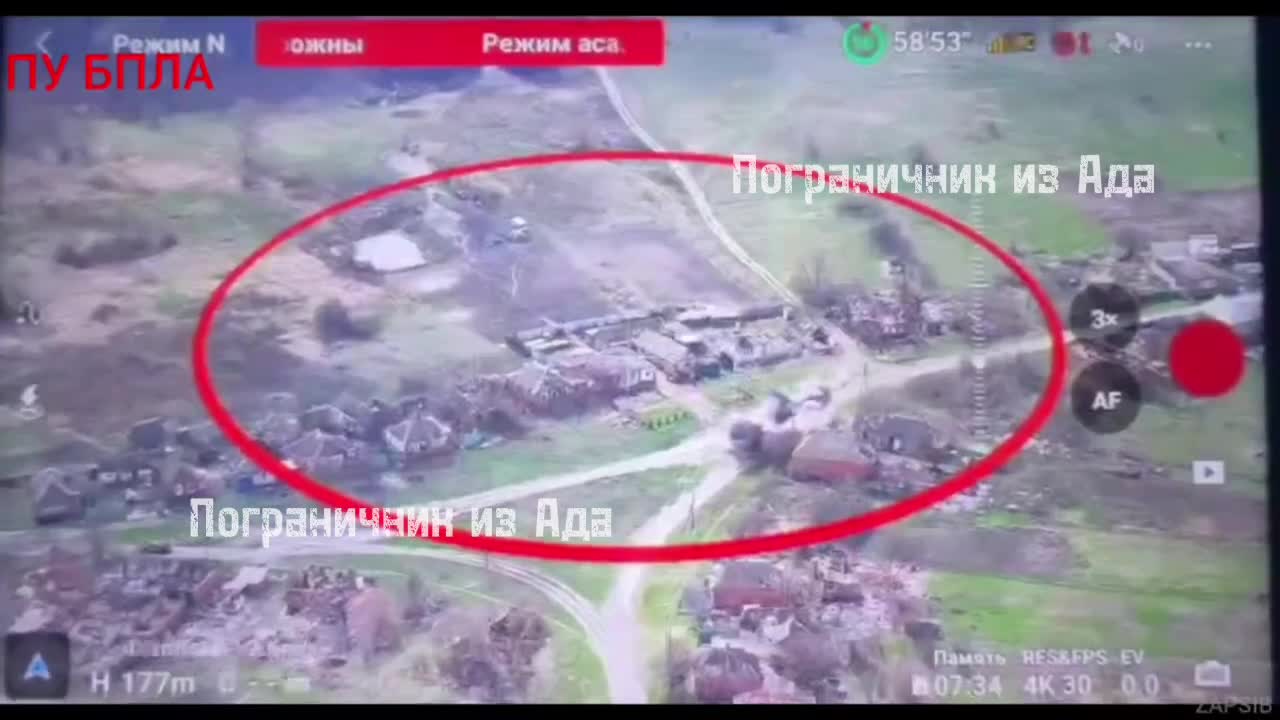 Режим N
ожны
Режим аса
58'53"
ПУ БПЛА
Пограничник из Ада
3×
AF
Пограничник из Ада
Память RES&FPS EV
H 177m
07:34 4K 30 0.0
ZAPSIB